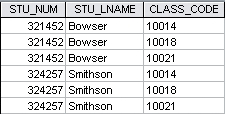 STU_NUM STU_LNAME CLASS_CODE
321452 Bowser 10014
321452 Bowser 10018
321452 Bowser 10021
324257 Smithson 10014
324257 Smithson 10018
324257 Smithson 10021